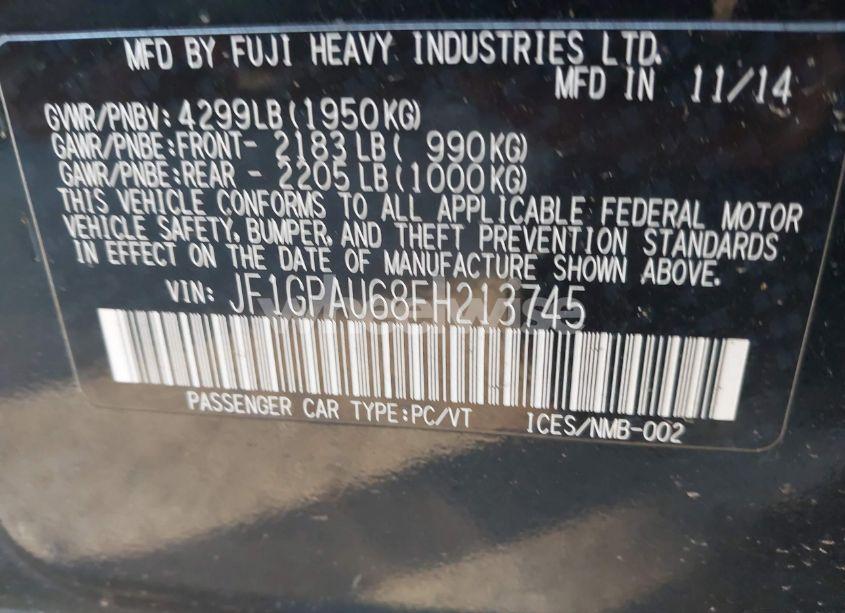 MFD BY FUJI HEAVY INDUSTRIES LTD.
MFD IN 11/14
GVWR/PNBV: 4299LB(1950KG)
GAWR/PNBE:FRONT- 2183LB( 990KG)
GAWR/PNBE:REAR - 2205LB(1000KG)
THIS VEHICLE CONFORMS TO ALL APPLICABLE FEDERAL MOTOR
VEHICLE SAFETY, BUMPER, AND THEFT PREVENTION STANDARDS
IN EFFECT ON THE DATE OF MANUFACTURE SHOWN ABOVE.
VIN: JF1GPAU68FH213745
PASSENGER CAR TYPE:PC/VT ICES/NMB-002